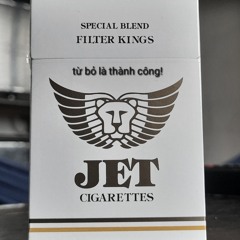 SPECIAL BLEND
FILTER KINGS
từ bỏ là thành công!
JET
CIGARETTES